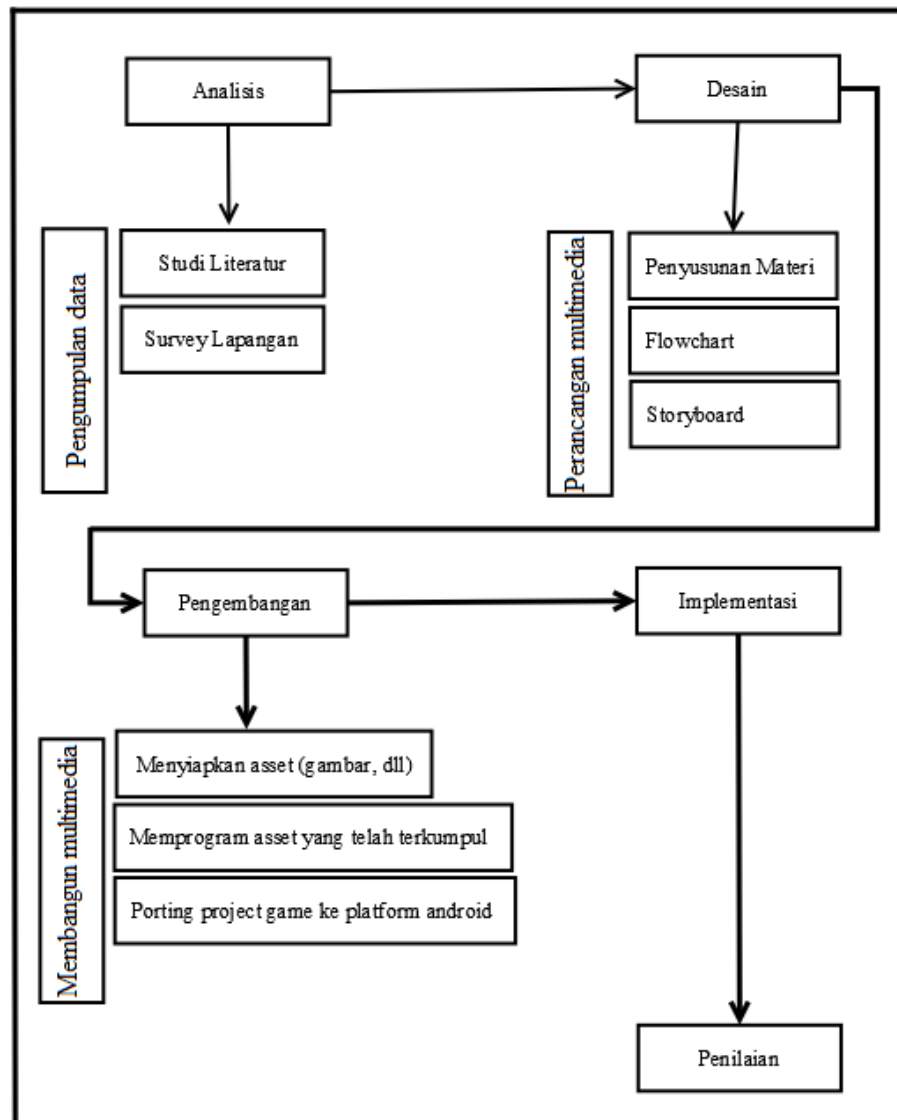 Analisis
Desain
Pengumpulan data
Studi Literatur
Survey Lapangan
Perancangan multimedia
Penyusunan Materi
Flowchart
Storyboard
Pengembangan
Implementasi
Membangun multimedia
Menyiapkan asset (gambar, dll)
Memprogram asset yang telah terkumpul
Porting project game ke platform android
Penilaian